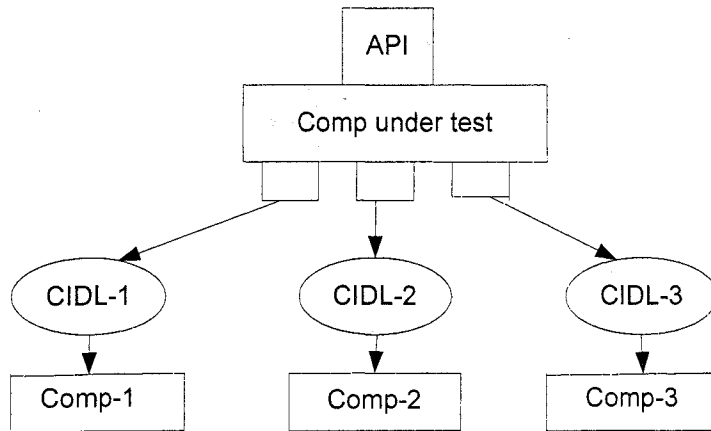 API
Comp under test
CIDL-1
CIDL-2
CIDL-3
Comp-1
Comp-2
Comp-3